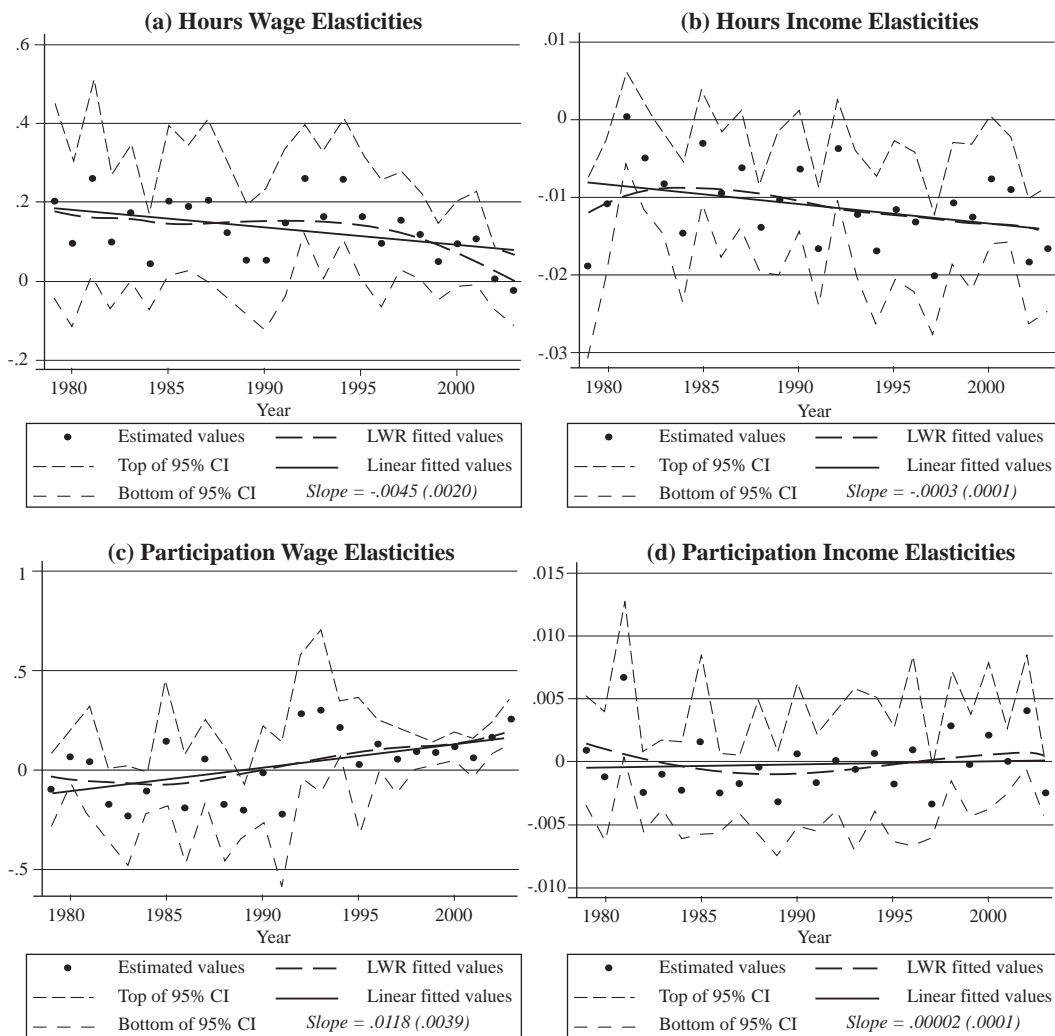 (a) Hours Wage Elasticities
.6
.4
.2
0
-.2
1980 1985 1990 1995 2000
Year
Estimated values LWR fitted values
Top of 95% CI Linear fitted values
Bottom of 95% CI Slope = -.0045 (.0020)
(b) Hours Income Elasticities
.01
0
-.01
-.02
-.03
1980 1985 1990 1995 2000
Year
Estimated values LWR fitted values
Top of 95% CI Linear fitted values
Bottom of 95% CI Slope = -.0003 (.0001)
(c) Participation Wage Elasticities
1
.5
0
-.5
1980 1985 1990 1995 2000
Year
Estimated values LWR fitted values
Top of 95% CI Linear fitted values
Bottom of 95% CI Slope = .0118 (.0039)
(d) Participation Income Elasticities
.015
.010
.005
0
-.005
-.010
1980 1985 1990 1995 2000
Year
Estimated values LWR fitted values
Top of 95% CI Linear fitted values
Bottom of 95% CI Slope = .00002 (.0001)